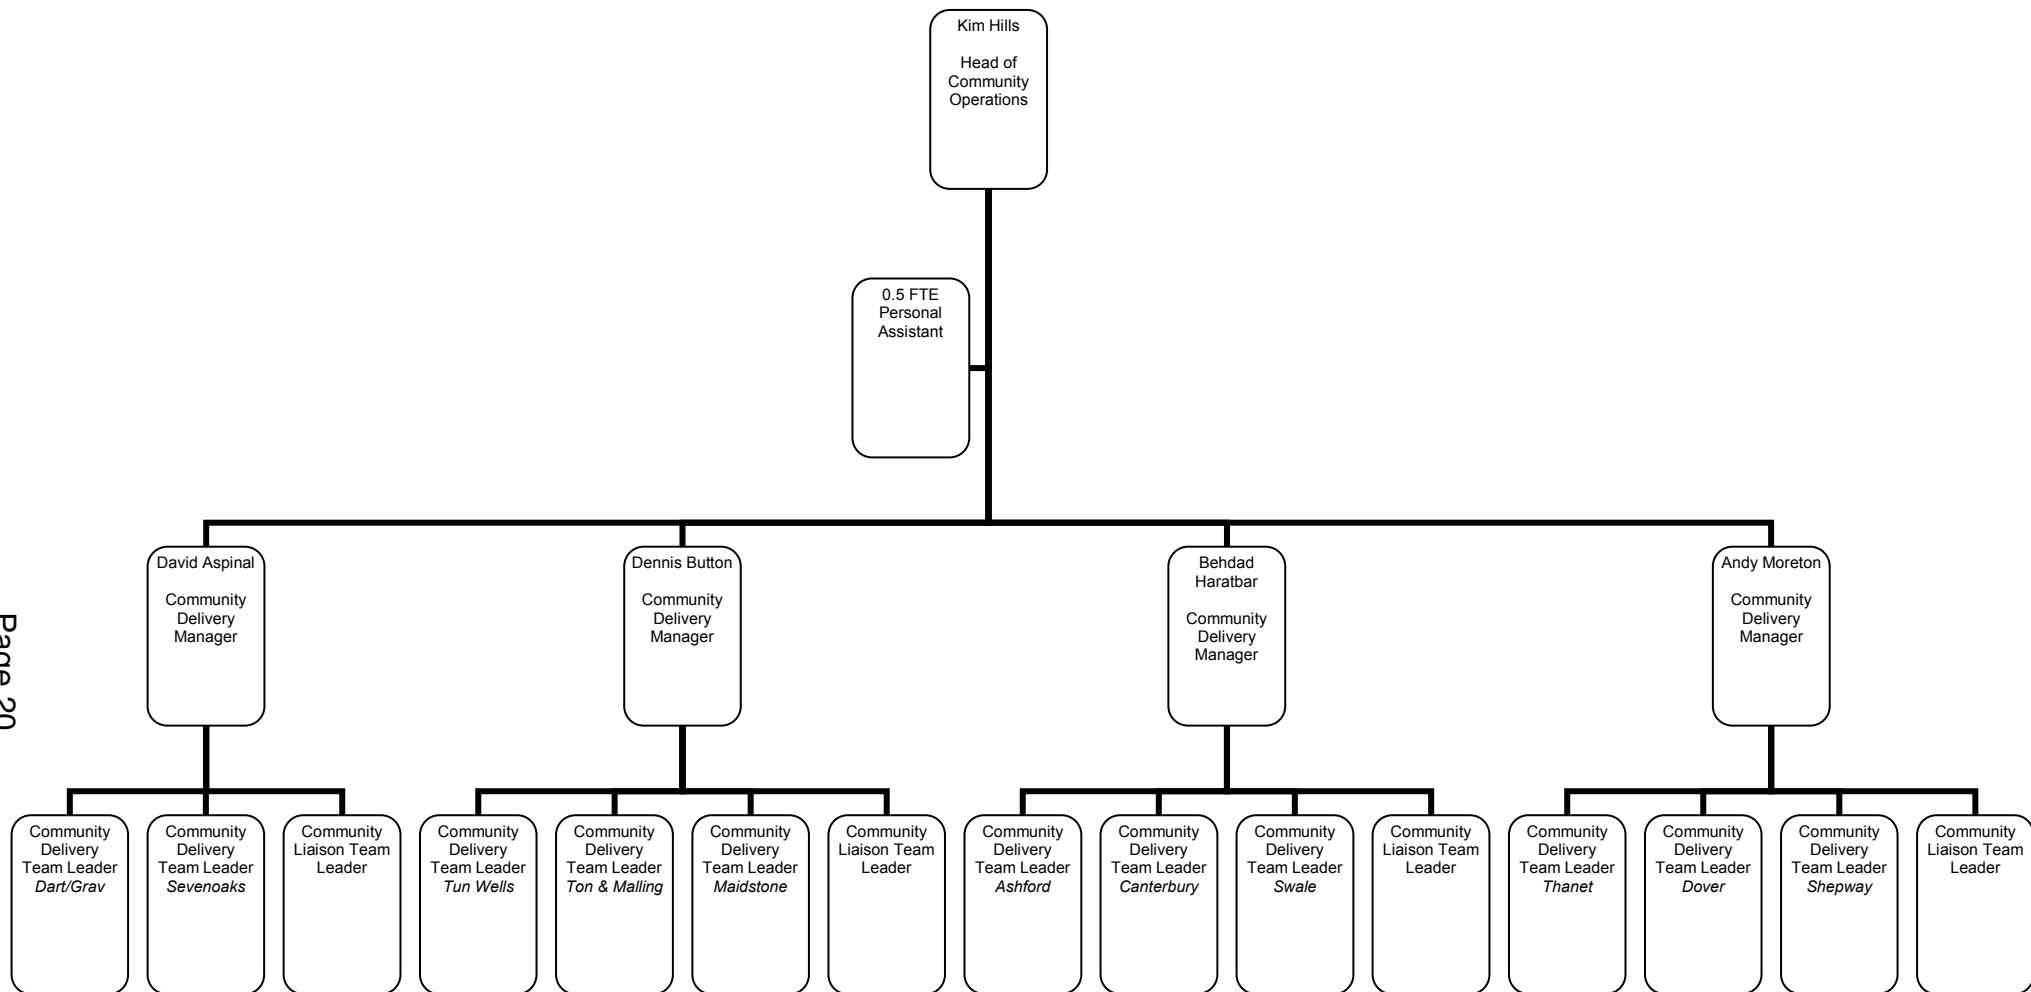 Kim Hills
Head of
Community
Operations
0.5 FTE
Personal
Assistant
David Aspinal
Community
Delivery
Manager
Dennis Button
Community
Delivery
Manager
Behdad
Haratbar
Community
Delivery
Manager
Andy Moreton
Community
Delivery
Manager
Community
Delivery
Team Leader
Dart/Grav
Community
Delivery
Team Leader
Sevenoaks
Community
Liaison Team
Leader
Community
Delivery
Team Leader
Tun Wells
Community
Delivery
Team Leader
Ton & Malling
Community
Delivery
Team Leader
Maidstone
Community
Liaison Team
Leader
Community
Delivery
Team Leader
Ashford
Community
Delivery
Team Leader
Canterbury
Community
Delivery
Team Leader
Swale
Community
Liaison Team
Leader
Community
Delivery
Team Leader
Thanet
Community
Delivery
Team Leader
Dover
Community
Delivery
Team Leader
Shepway
Community
Liaison Team
Leader
Page 20